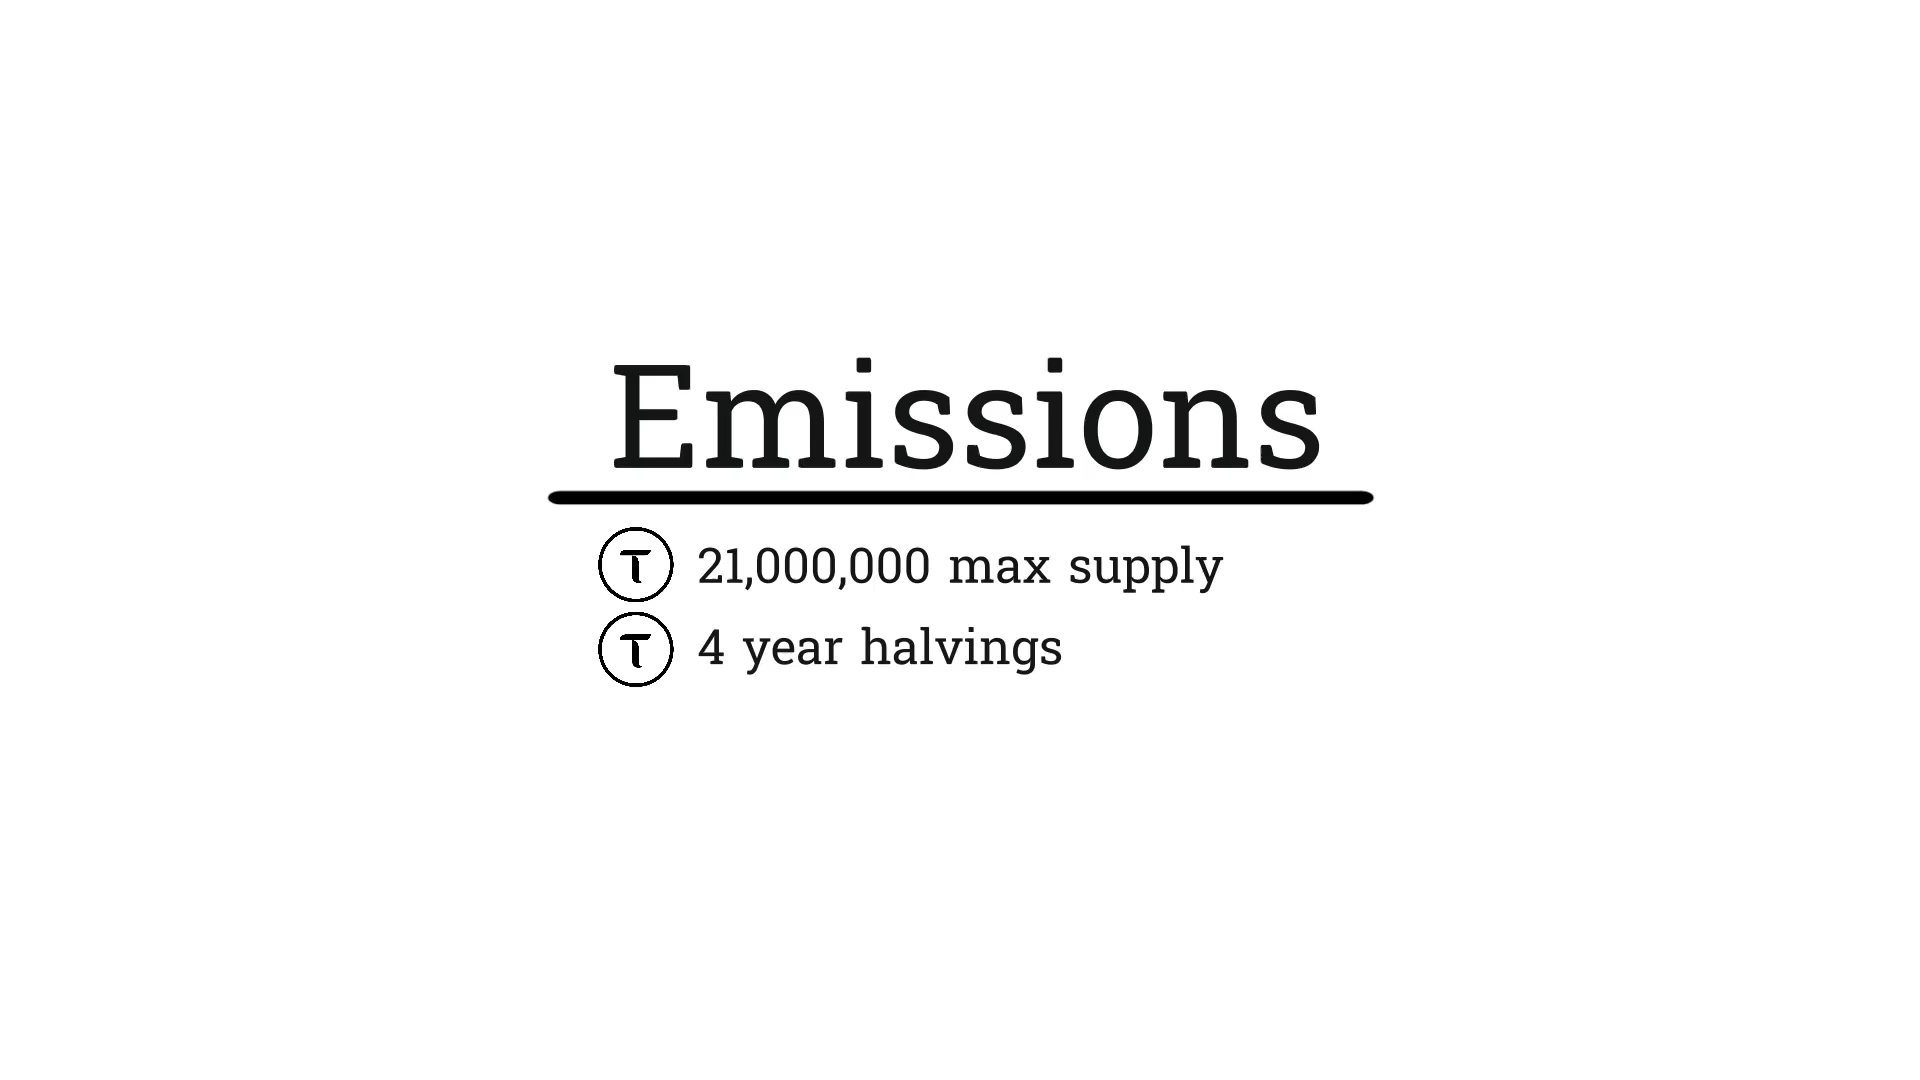 Emissions
τ 21,000,000 max supply
τ 4 year halvings